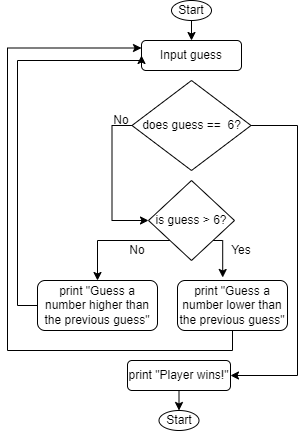 Start
Input guess
does guess == 6?
No
is guess > 6?
No
Yes
print "Guess a
number higher than
the previous guess"
print "Guess a
number lower than
the previous guess"
print "Player wins!"
Start